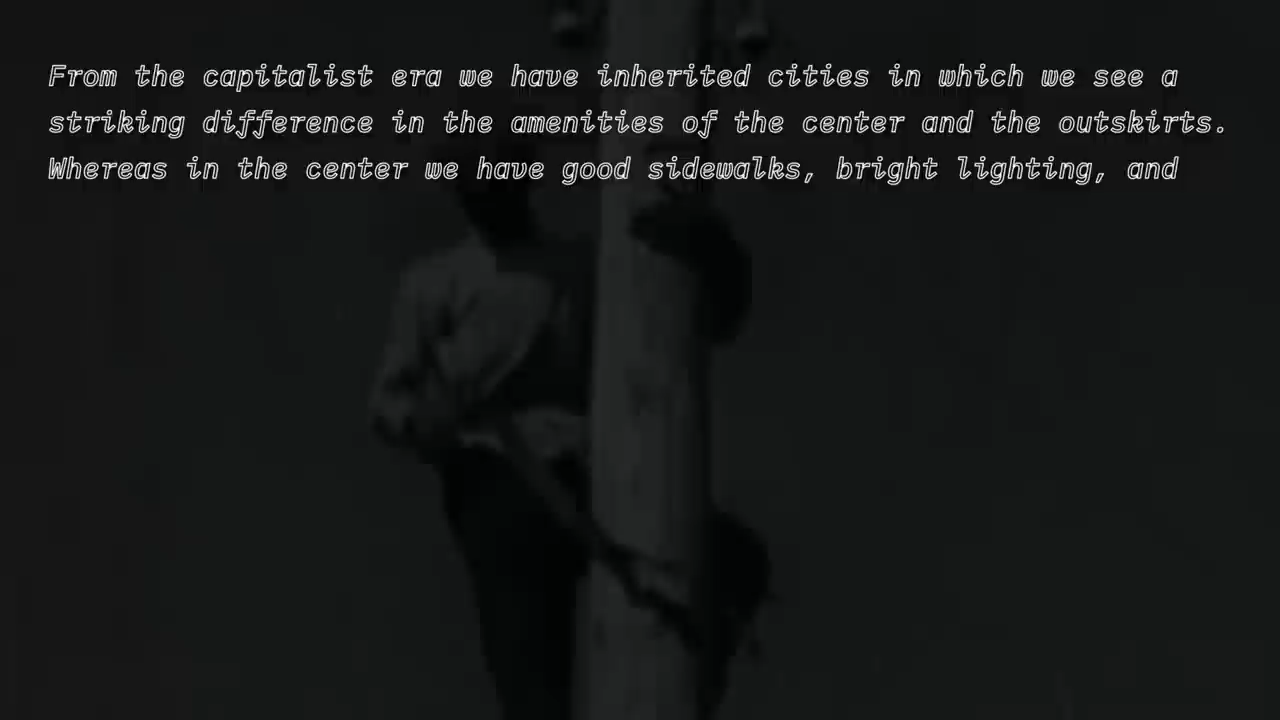 From the capitalist era we have inherited cities in which we see a
striking difference in the amenities of the center and the outskirts.
Whereas in the center we have good sidewalks, bright lighting, and